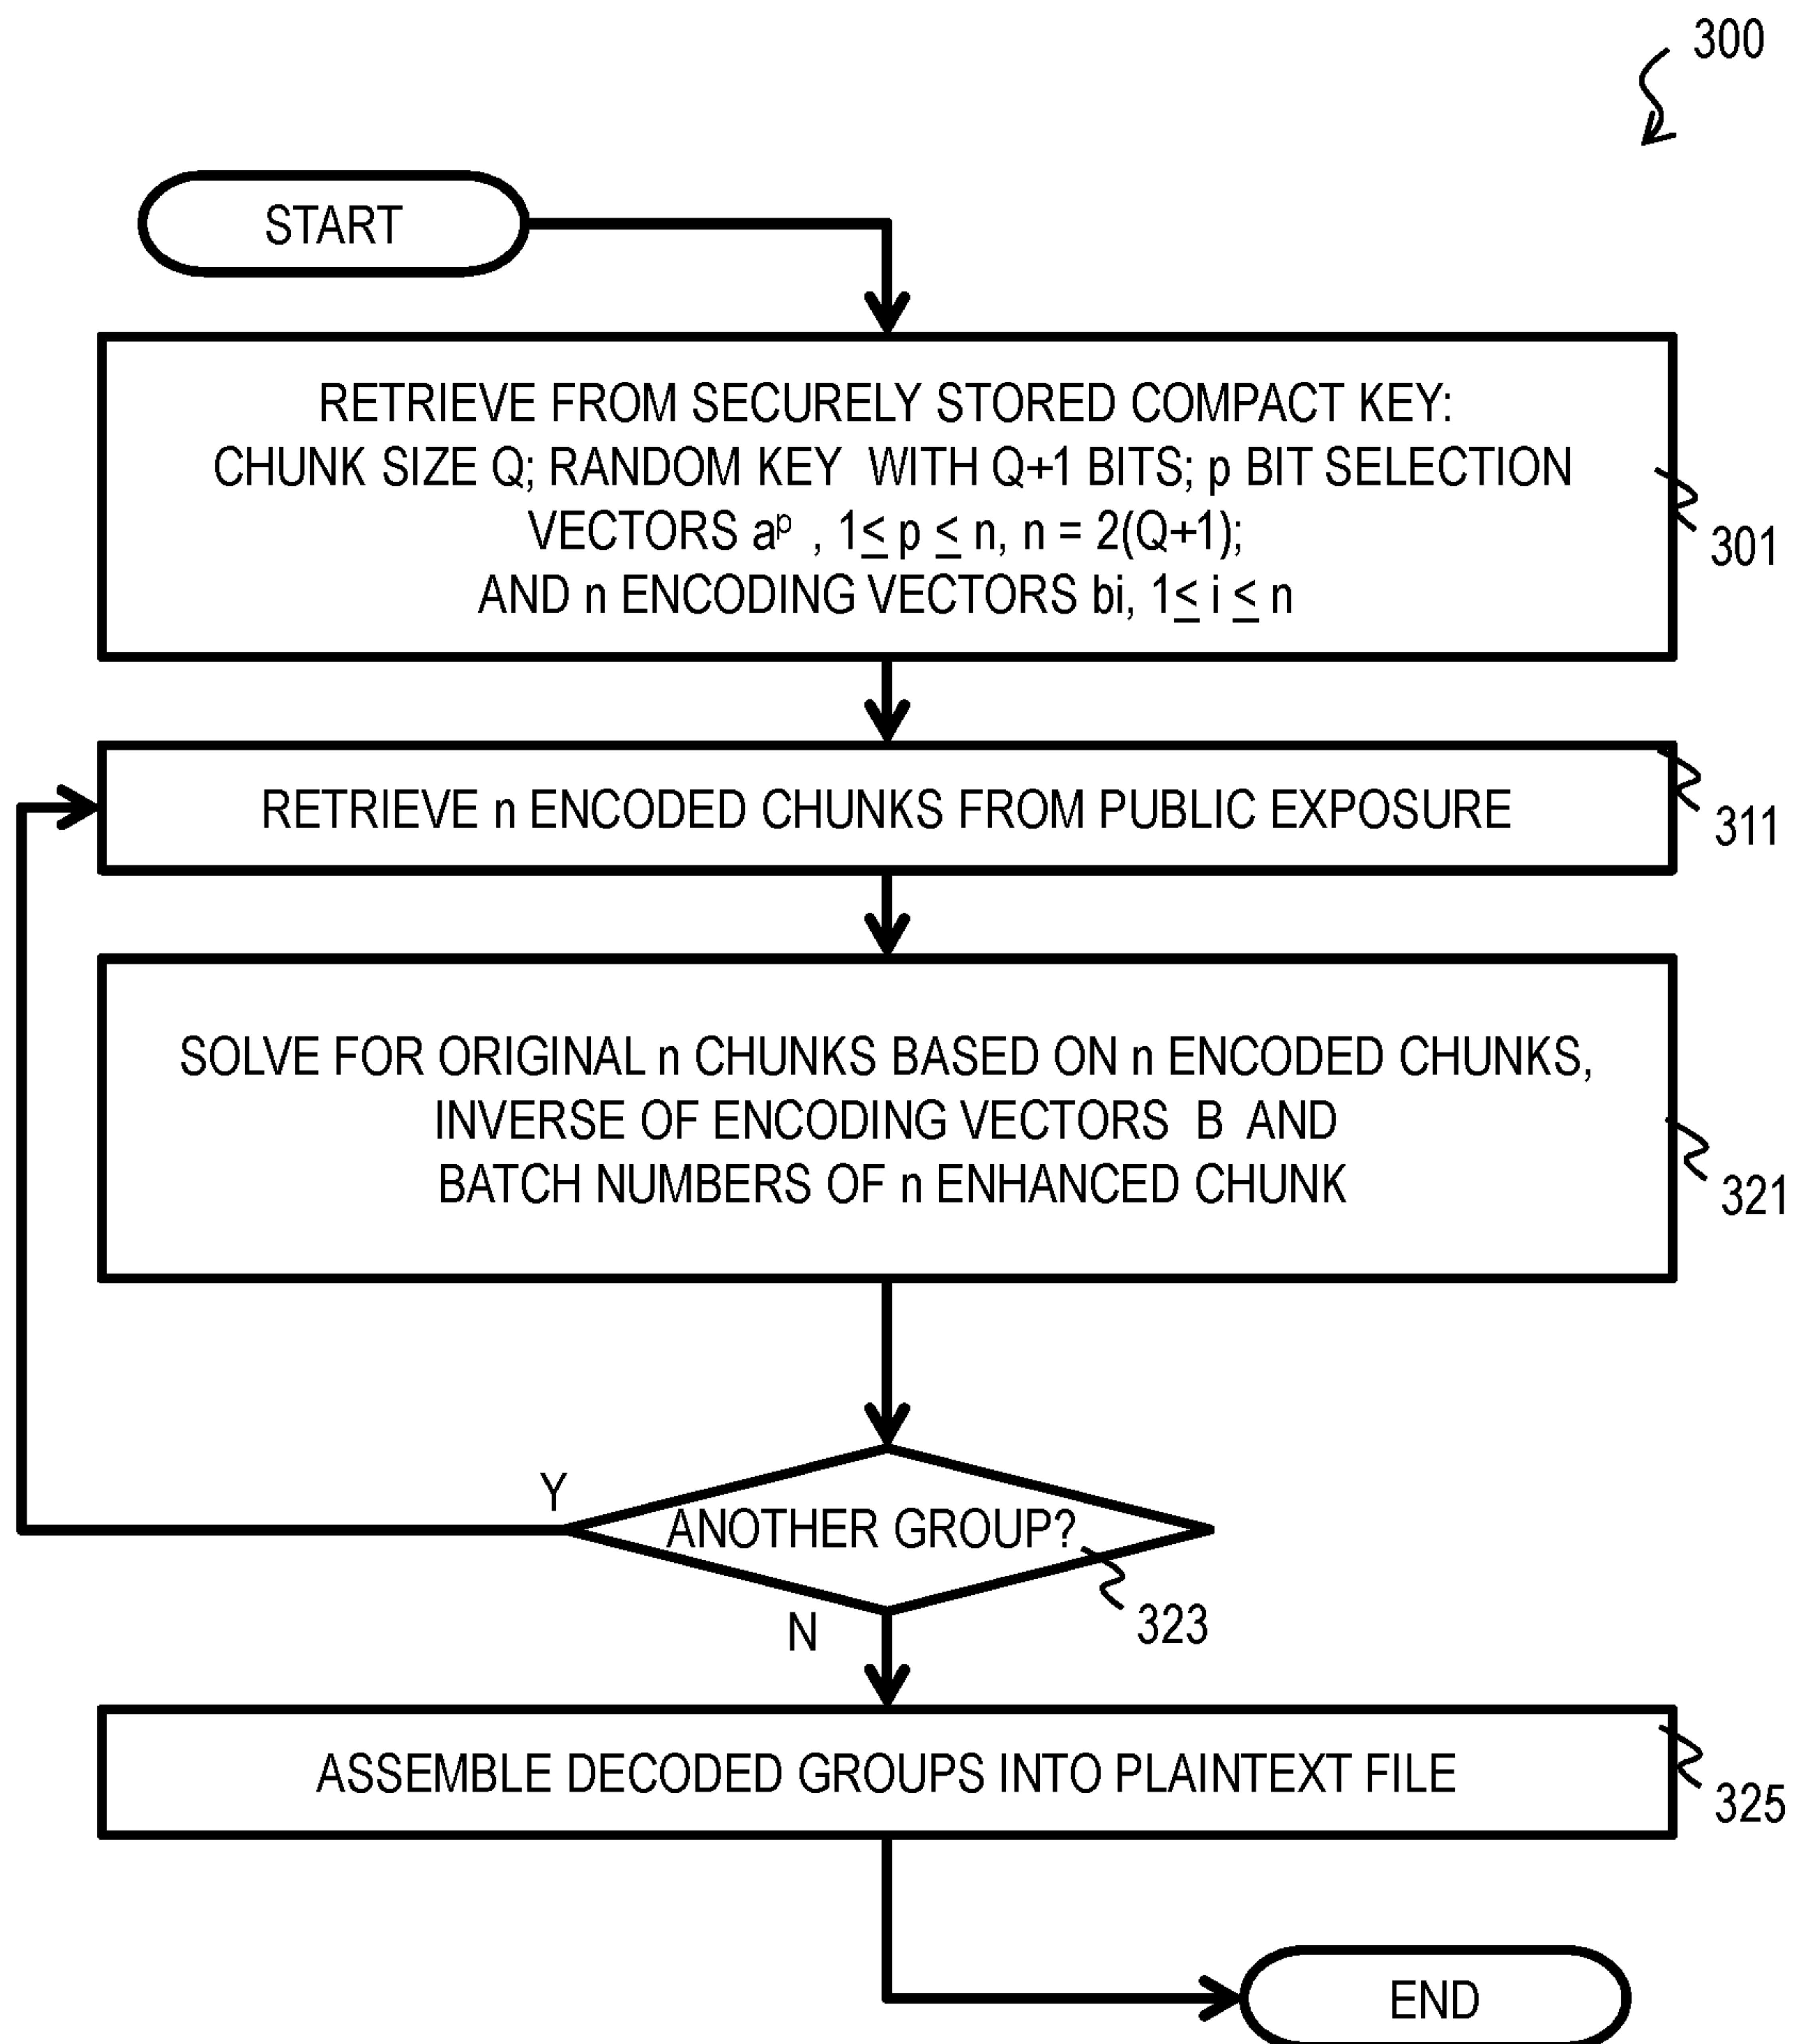 300
START
RETRIEVE FROM SECURELY STORED COMPACT KEY:
CHUNK SIZE Q; RANDOM KEY WITH Q+1 BITS; p BIT SELECTION
VECTORS aᵖ , 1≤ p ≤ n, n = 2(Q+1);
AND n ENCODING VECTORS bi, 1≤ i ≤ n
301
RETRIEVE n ENCODED CHUNKS FROM PUBLIC EXPOSURE
311
SOLVE FOR ORIGINAL n CHUNKS BASED ON n ENCODED CHUNKS,
INVERSE OF ENCODING VECTORS B AND
BATCH NUMBERS OF n ENHANCED CHUNK
321
Y
ANOTHER GROUP?
323
N
ASSEMBLE DECODED GROUPS INTO PLAINTEXT FILE
325
END